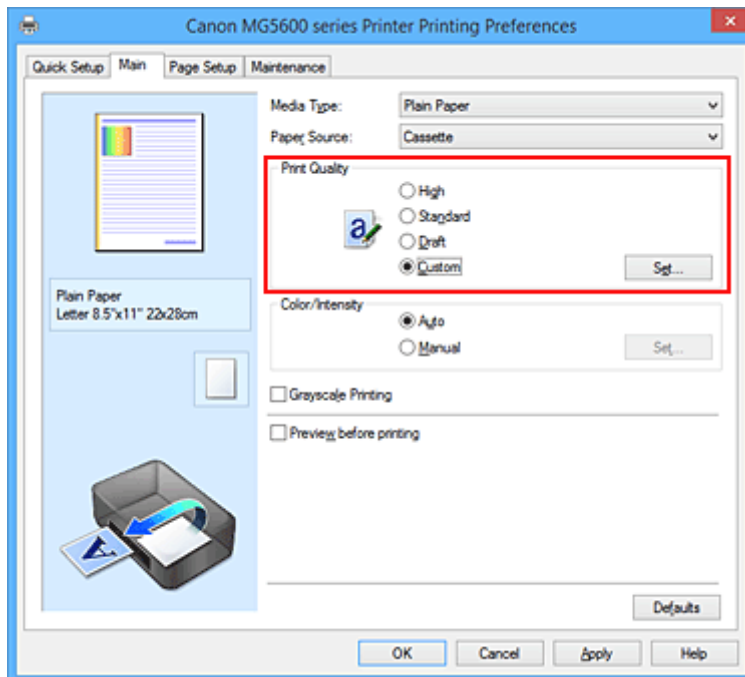 Canon MG5600 series Printer Printing Preferences
Quick Setup Main Page Setup Maintenance
Media Type: Plain Paper
Paper Source: Cassette
Print Quality
High
Standard
Draft
Custom Set...
Plain Paper
Letter 8.5"x11" 22x28cm
Color/Intensity
Auto
Manual Set...
Grayscale Printing
Preview before printing
Defaults
OK Cancel Apply Help